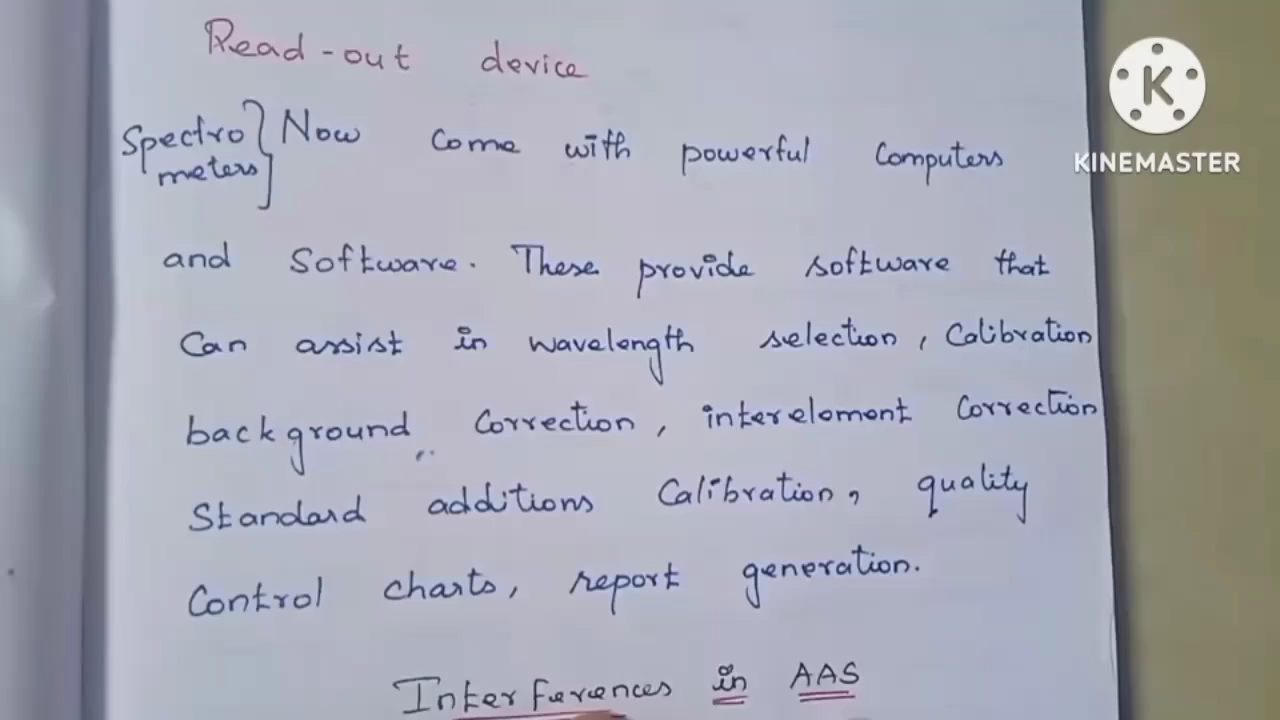 Read-out device
K
KINEMASTER
Spectro
meters} Now come with powerful computers
and software. These provide software that
can assist in wavelength selection, calibration
background correction, interelement correction
Standard additions calibration, quality
control charts, report generation.
Interferences in AAS